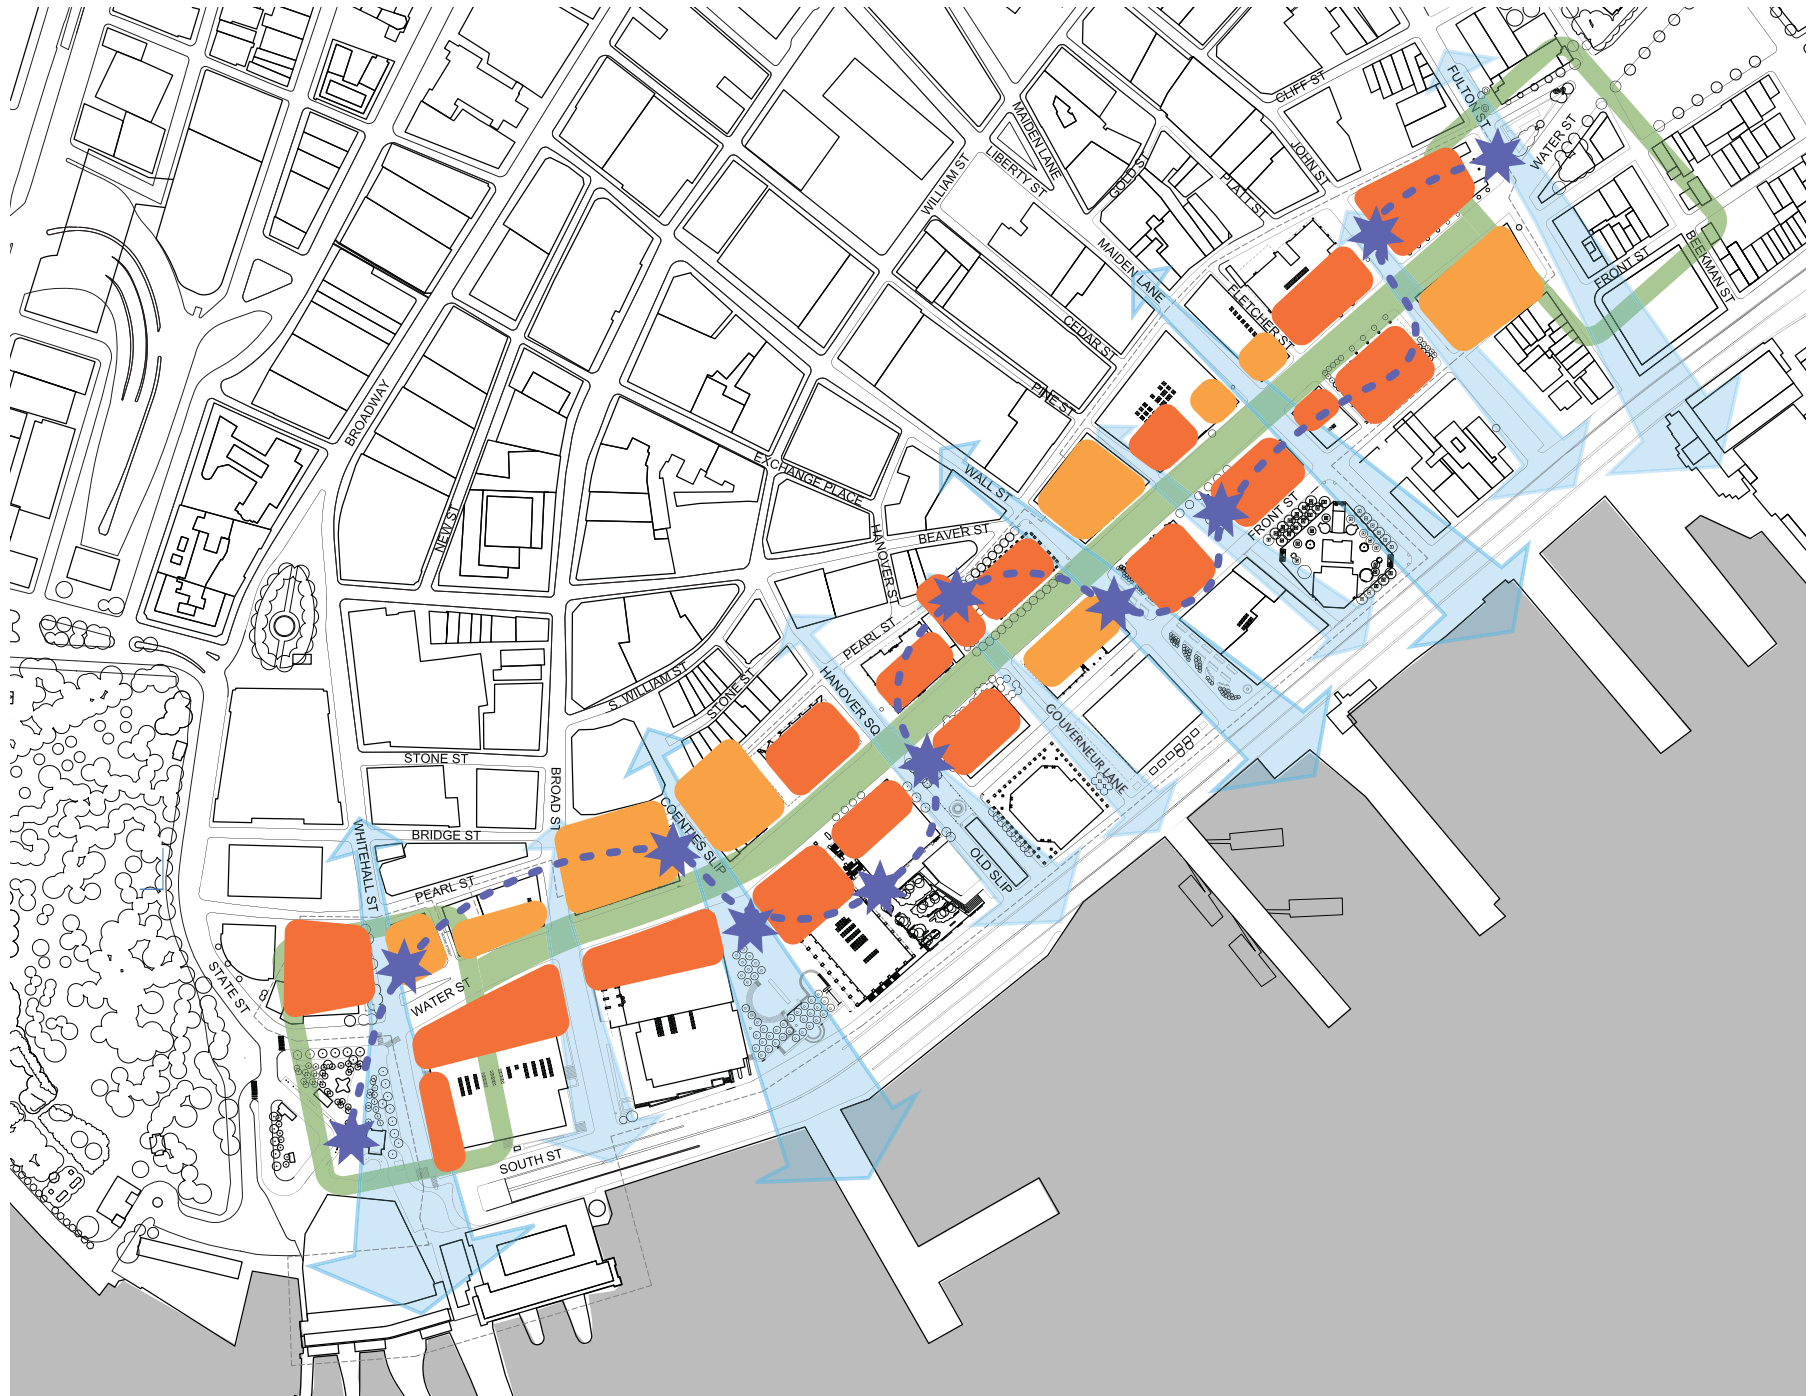 CLIFF ST
FULTON ST
WATER ST
JOHN ST
MAIDEN LANE
LIBERTY ST
GOLD ST
PLATT ST
WILLIAM ST
MAIDEN LANE
FRONT ST
BEEKMAN ST
FLETCHER ST
CEDAR ST
PINE ST
BROADWAY
EXCHANGE PLACE
WALL ST
NEW ST
BEAVER ST
HANOVER ST
FRONT ST
PEARL ST
HANOVER SQ
S. WILLIAM ST
STONE ST
GOUVERNEUR LANE
STONE ST
BROAD ST
COENTIES SLIP
BRIDGE ST
WHITEHALL ST
PEARL ST
OLD SLIP
STATE ST
WATER ST
SOUTH ST